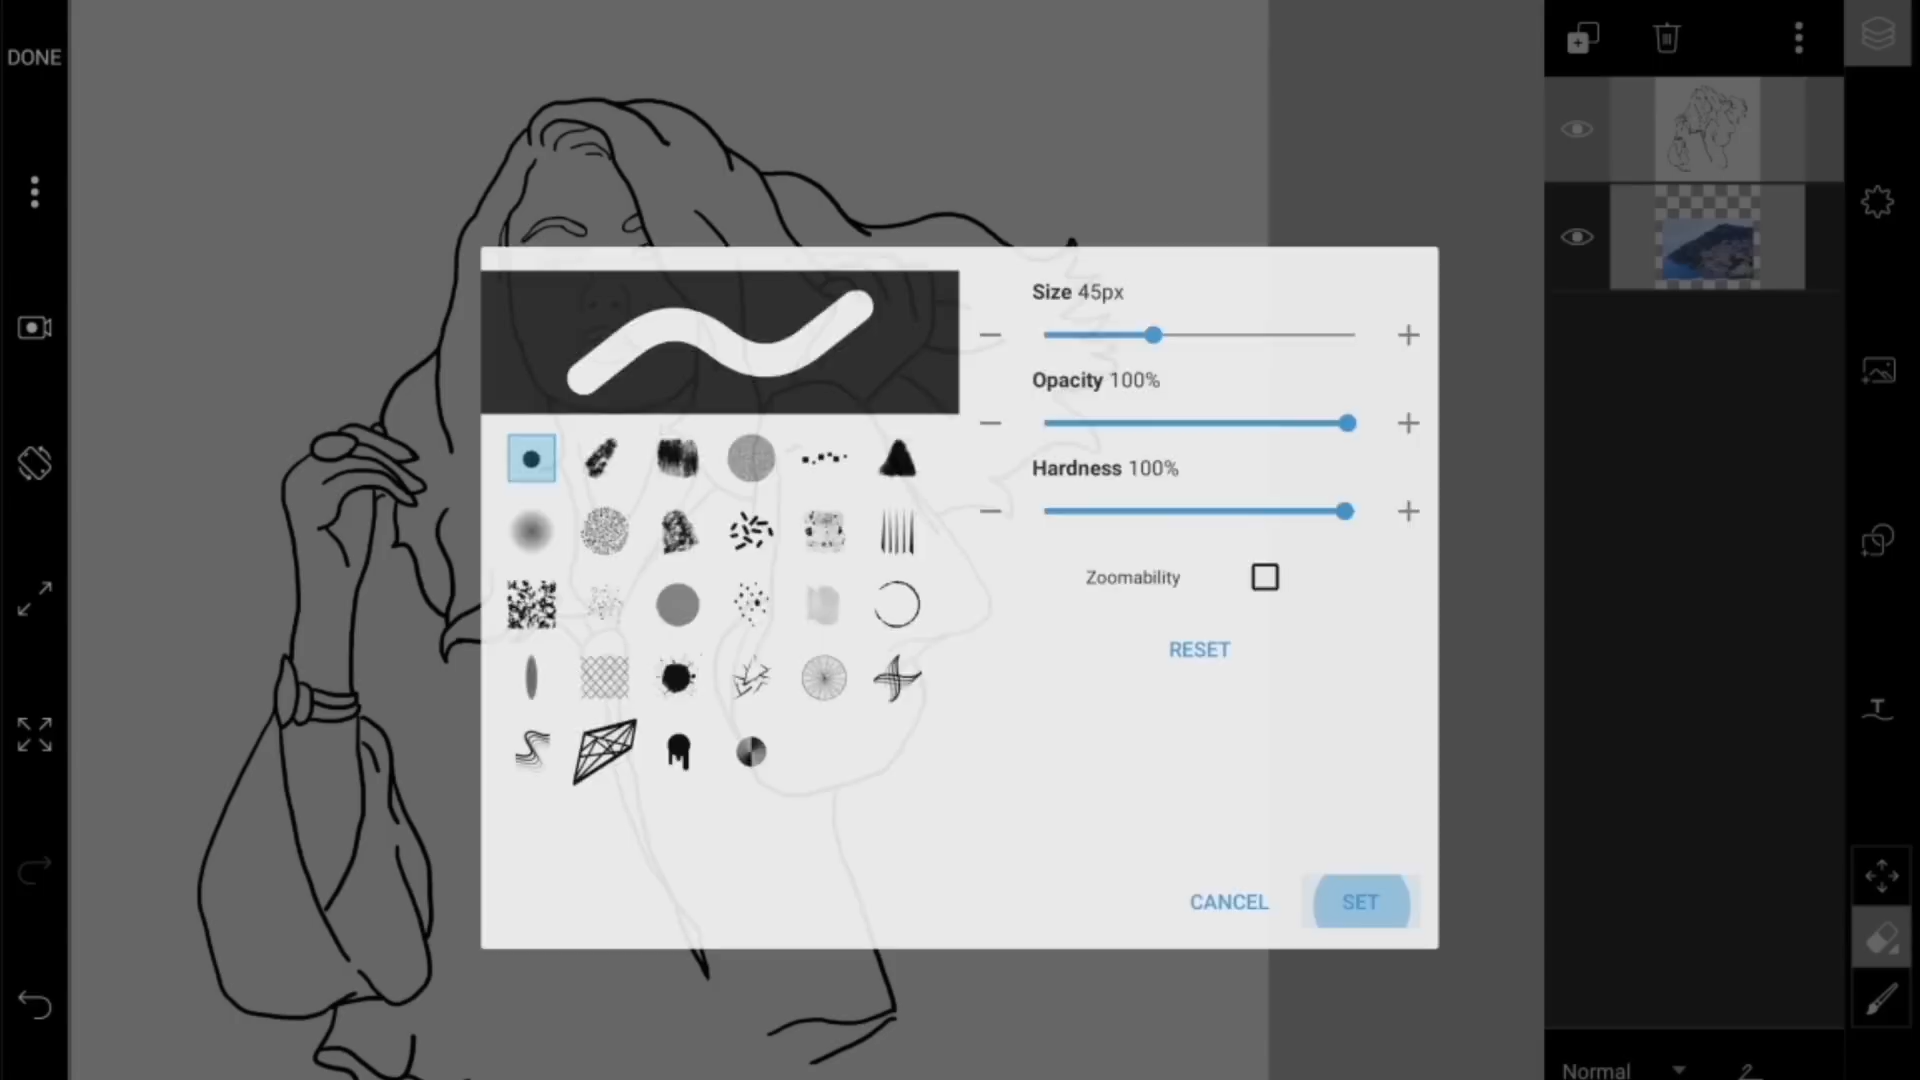 DONE
Size 45px
Opacity 100%
Hardness 100%
Zoomability
RESET
CANCEL
SET
T
Normal